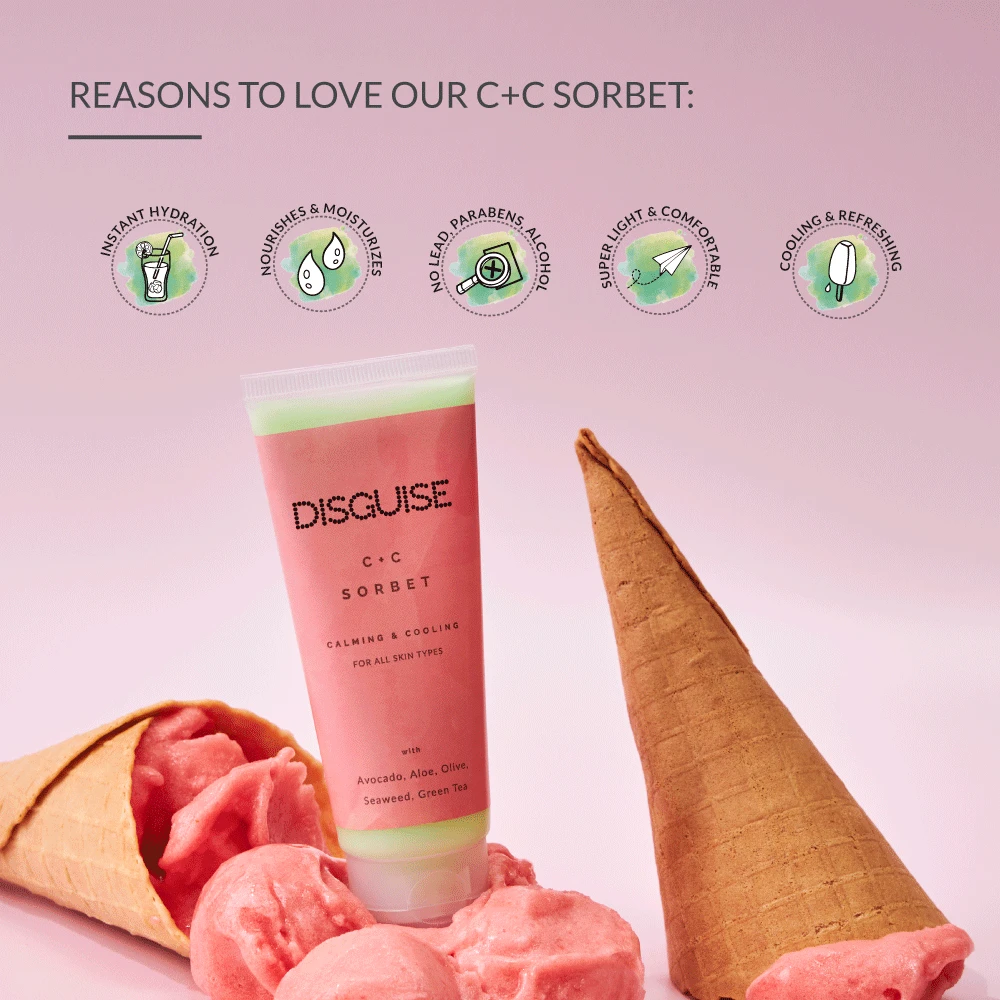 REASONS TO LOVE OUR C+C SORBET:
INSTANT HYDRATION
NOURISHES & MOISTURIZES
NO LEAD, PARABENS, ALCOHOL
SUPER LIGHT & COMFORTABLE
COOLING & REFRESHING
DISGUISE
C+C
SORBET
CALMING & COOLING
FOR ALL SKIN TYPES
with
Avocado, Aloe, Olive,
Seaweed, Green Tea